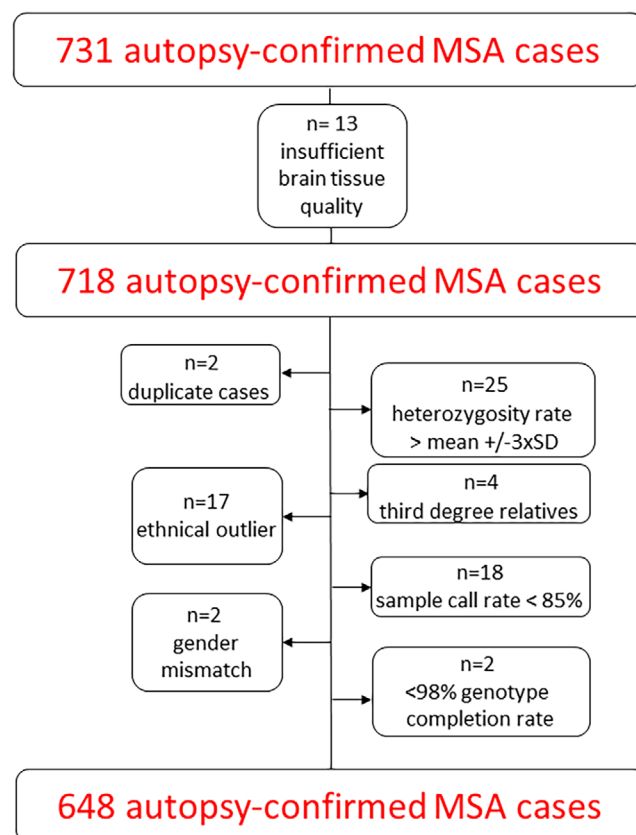 731 autopsy-confirmed MSA cases
n= 13
insufficient
brain tissue
quality
718 autopsy-confirmed MSA cases
n=2
duplicate cases
n=25
heterozygosity rate
> mean +/-3xSD
n=4
third degree relatives
n=17
ethnical outlier
n=18
sample call rate < 85%
n=2
gender
mismatch
n=2
<98% genotype
completion rate
648 autopsy-confirmed MSA cases